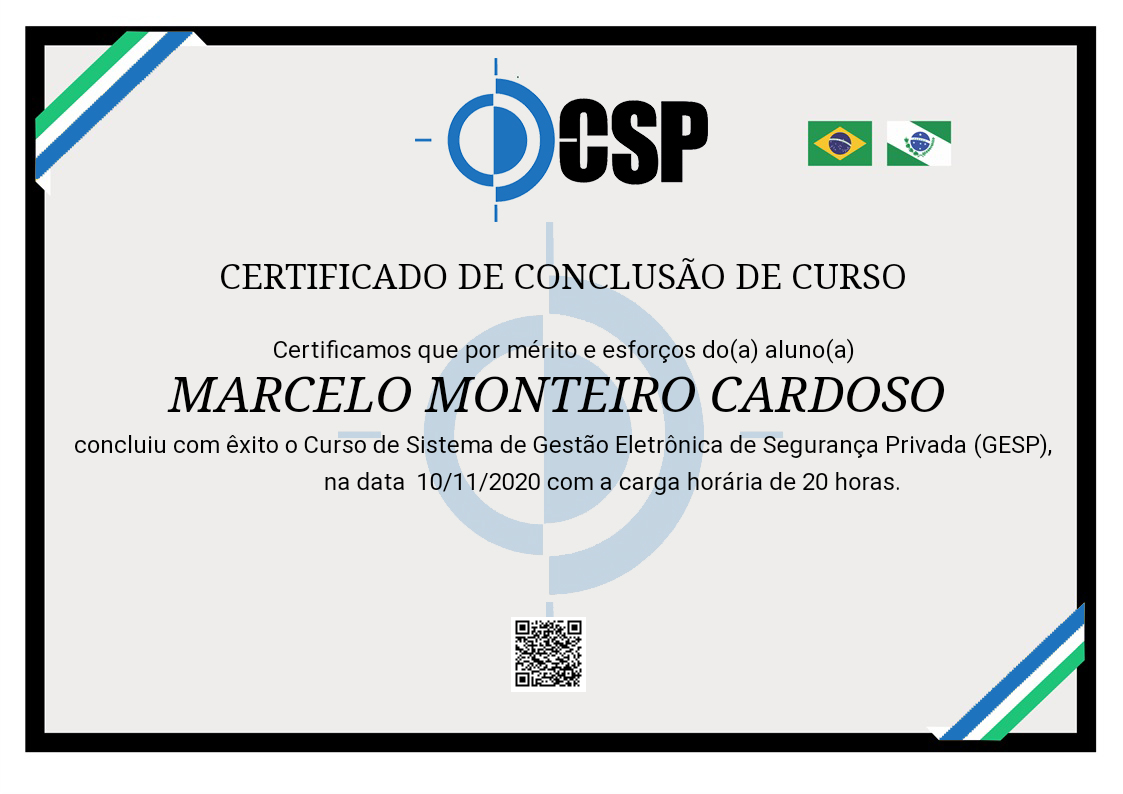 CSP
CERTIFICADO DE CONCLUSÃO DE CURSO
Certificamos que por mérito e esforços do(a) aluno(a)
MARCELO MONTEIRO CARDOSO
concluiu com êxito o Curso de Sistema de Gestão Eletrônica de Segurança Privada (GESP),
na data 10/11/2020 com a carga horária de 20 horas.